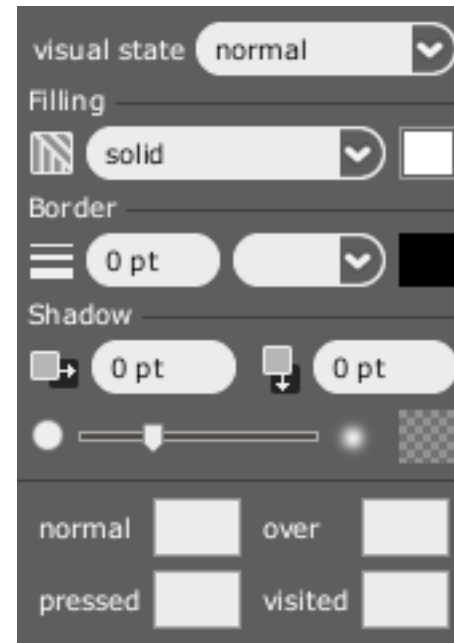 visual state normal
Filling
solid
Border
0 pt
Shadow
0 pt 0 pt
normal over
pressed visited